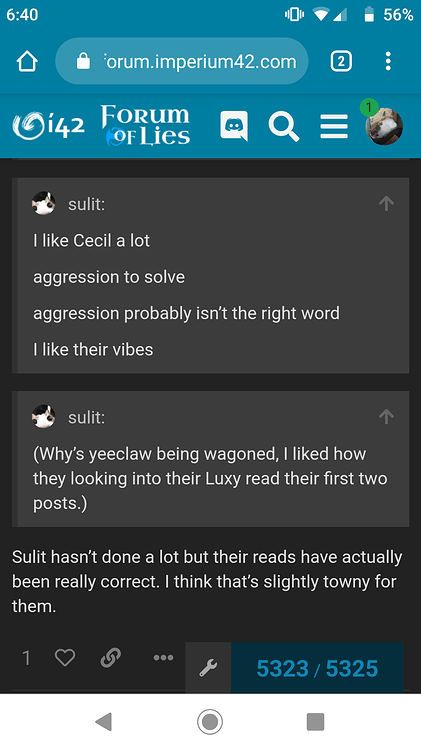 6:40 56%
forum.imperium42.com 2
i42 FORUM OF LIES 1
sulit:
I like Cecil a lot
aggression to solve
aggression probably isn’t the right word
I like their vibes
sulit:
(Why’s yeeclaw being wagoned, I liked how
they looking into their Luxy read their first two
posts.)
Sulit hasn’t done a lot but their reads have actually
been really correct. I think that’s slightly towny for
them.
1 5323 / 5325